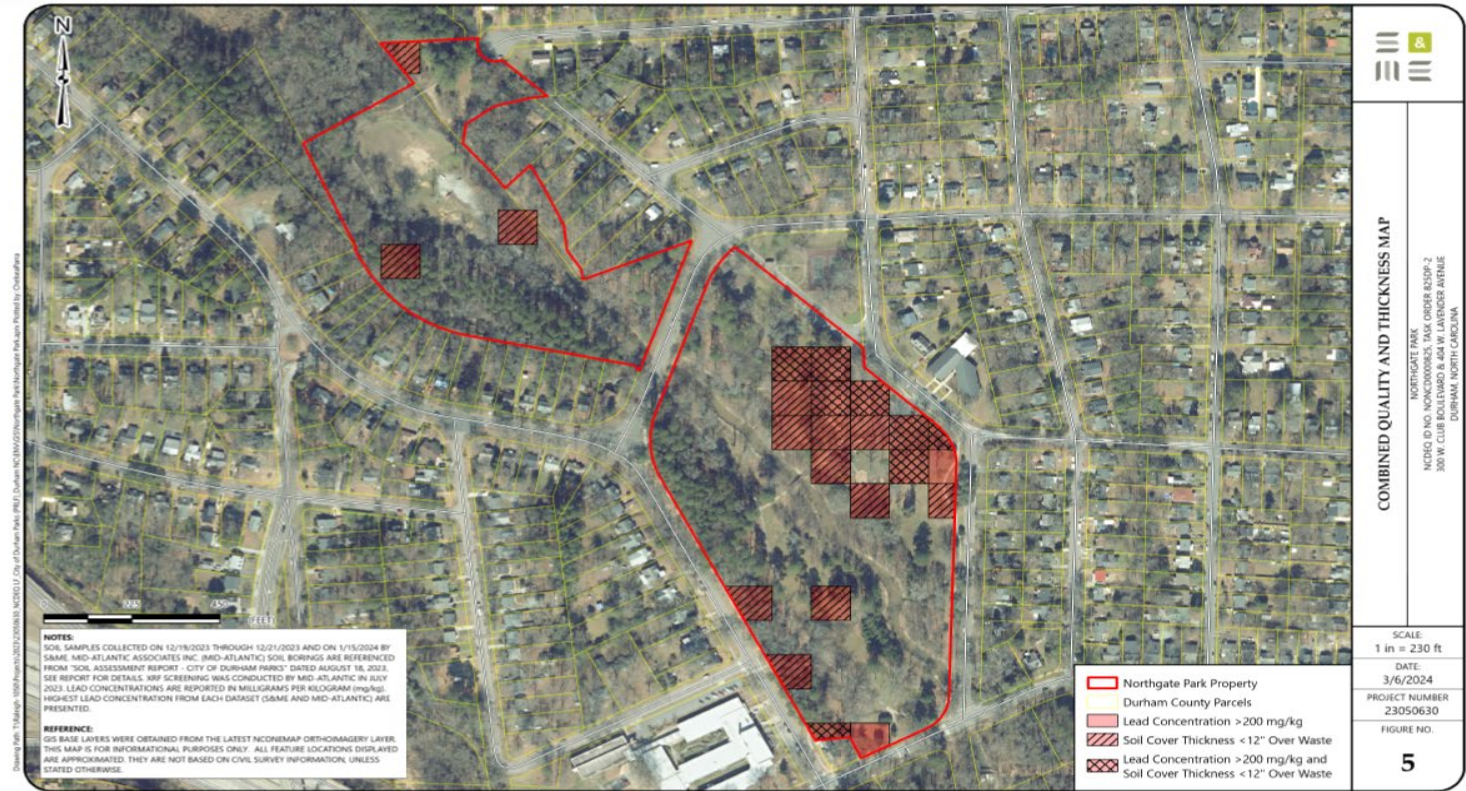 N
225 450
(FEET)
NOTES:
SOIL SAMPLES COLLECTED ON 12/19/2023 THROUGH 12/21/2023 AND ON 1/15/2024 BY
S&ME. MID-ATLANTIC ASSOCIATES INC. (MID-ATLANTIC) SOIL BORINGS ARE REFERENCED
FROM "SOIL ASSESSMENT REPORT - CITY OF DURHAM PARKS" DATED AUGUST 18, 2023.
SEE REPORT FOR DETAILS. XRF SCREENING WAS CONDUCTED BY MID-ATLANTIC IN JULY
2023. LEAD CONCENTRATIONS ARE REPORTED IN MILLIGRAMS PER KILOGRAM (mg/kg).
HIGHEST LEAD CONCENTRATION FROM EACH DATASET (S&ME AND MID-ATLANTIC) ARE
PRESENTED.
REFERENCE:
GIS BASE LAYERS WERE OBTAINED FROM THE LATEST NCONEMAP ORTHOIMAGERY LAYER.
THIS MAP IS FOR INFORMATIONAL PURPOSES ONLY. ALL FEATURE LOCATIONS DISPLAYED
ARE APPROXIMATED. THEY ARE NOT BASED ON CIVIL SURVEY INFORMATION, UNLESS
STATED OTHERWISE.
Northgate Park Property
Durham County Parcels
Lead Concentration >200 mg/kg
Soil Cover Thickness <12" Over Waste
Lead Concentration >200 mg/kg and
Soil Cover Thickness <12" Over Waste
&
COMBINED QUALITY AND THICKNESS MAP
NORTHGATE PARK
NCDEQ ID NO. NONCD0000825, TASK ORDER 825DP-2
300 W. CLUB BOULEVARD & 404 W. LAVENDER AVENUE
DURHAM, NORTH CAROLINA
SCALE:
1 in = 230 ft
DATE:
3/6/2024
PROJECT NUMBER
23050630
FIGURE NO.
5